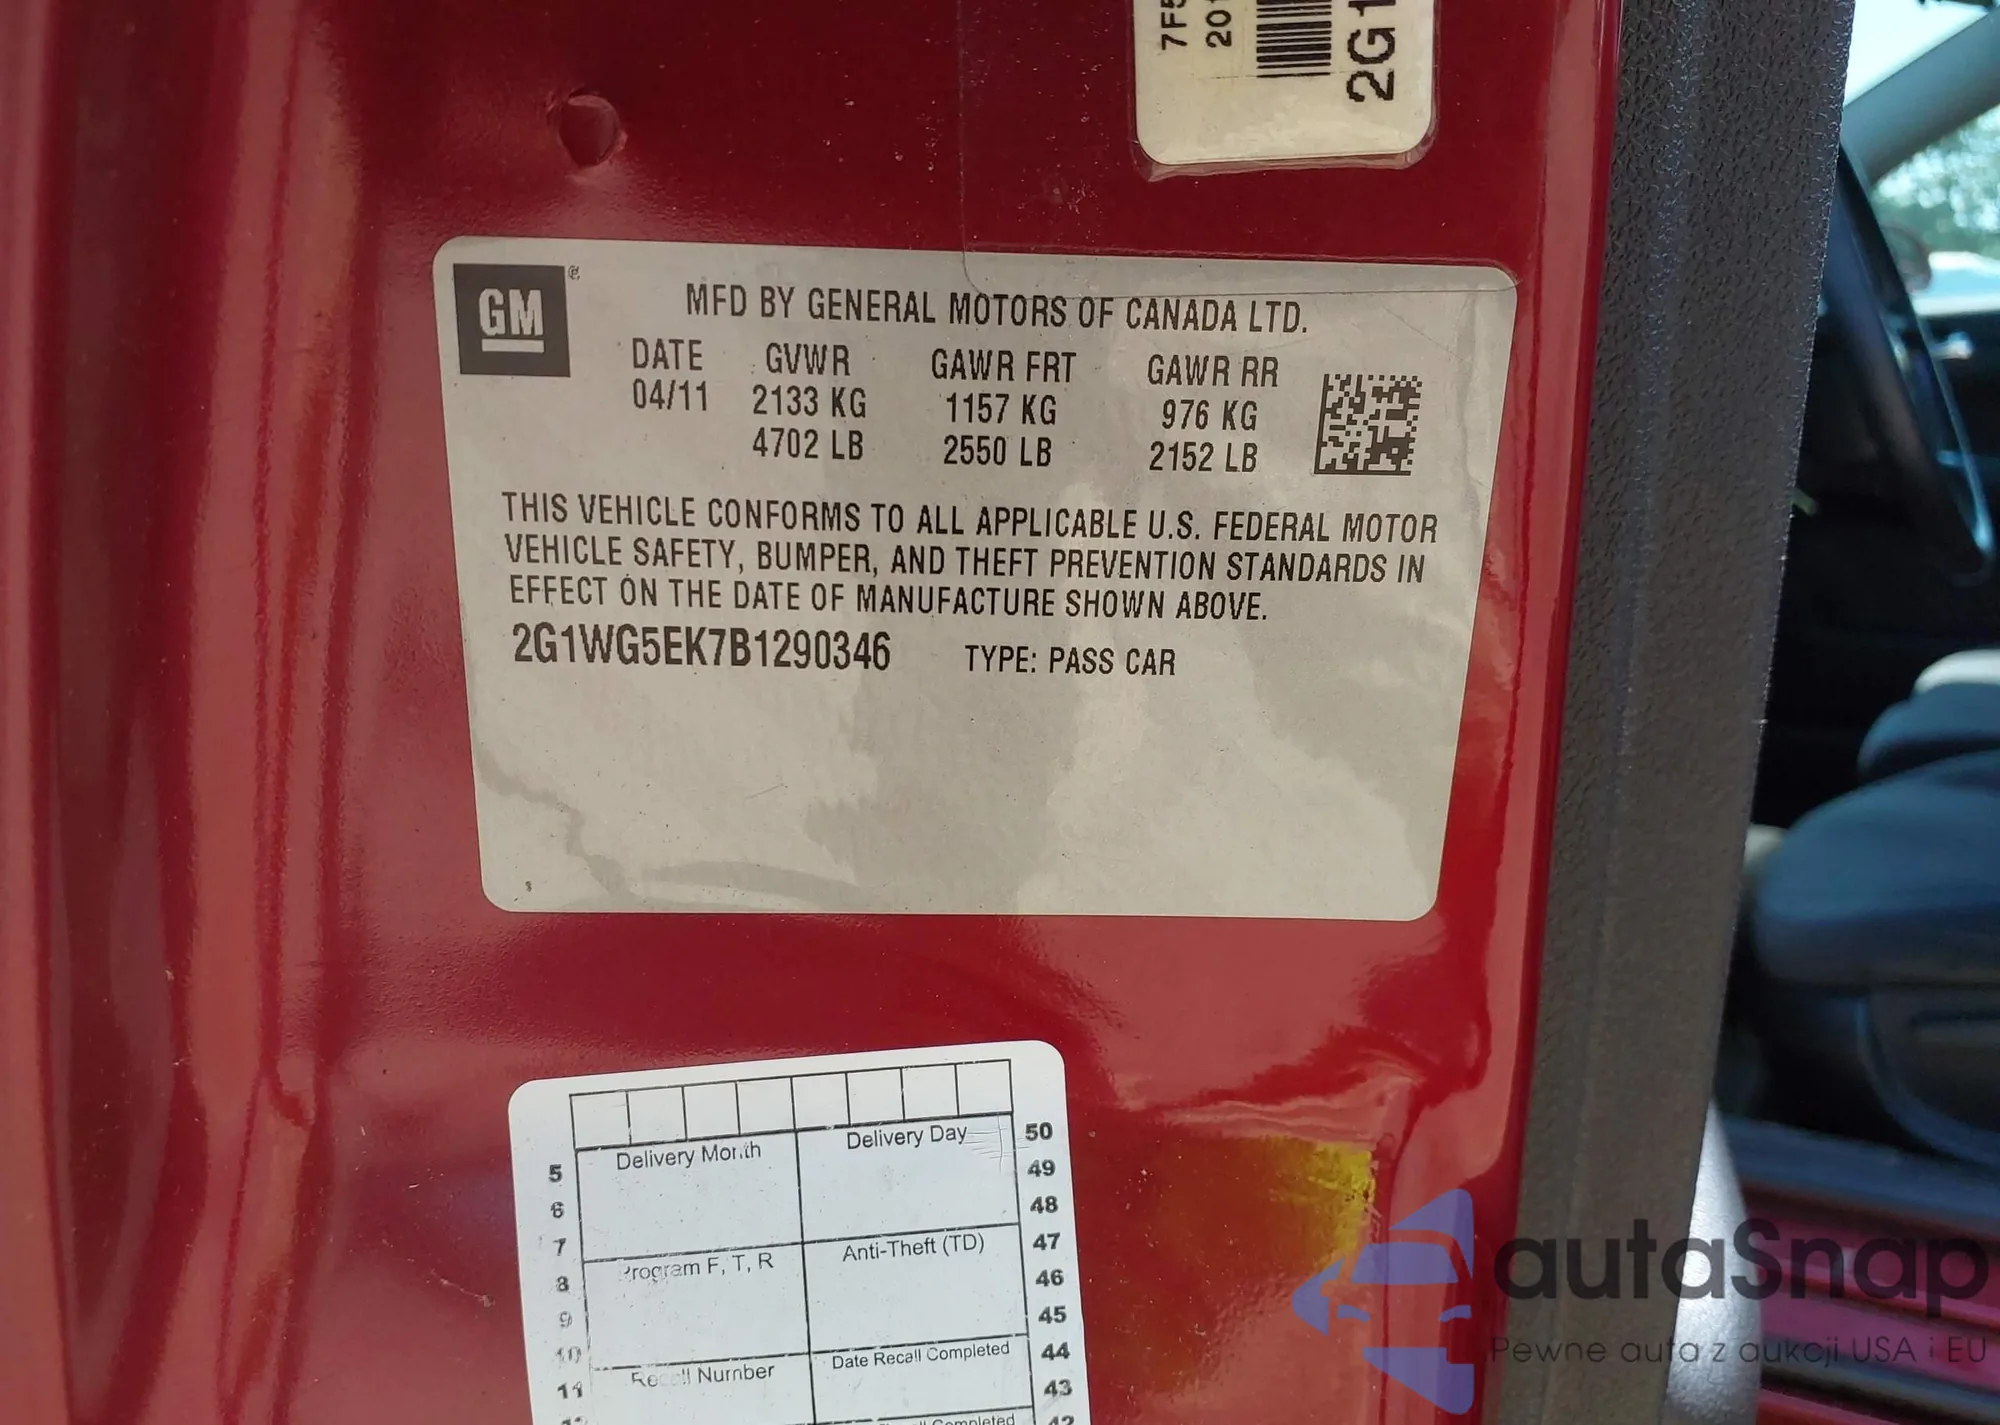 7F5
201
2G1
GM
MFD BY GENERAL MOTORS OF CANADA LTD.
DATE GVWR GAWR FRT GAWR RR
04/11 2133 KG 1157 KG 976 KG
4702 LB 2550 LB 2152 LB
THIS VEHICLE CONFORMS TO ALL APPLICABLE U.S. FEDERAL MOTOR
VEHICLE SAFETY, BUMPER, AND THEFT PREVENTION STANDARDS IN
EFFECT ON THE DATE OF MANUFACTURE SHOWN ABOVE.
2G1WG5EK7B1290346 TYPE: PASS CAR
Delivery Month Delivery Day 50
5 49
6 48
7 Program F, T, R Anti-Theft (TD) 47
8 46
9 45
10 Recall Number Date Recall Completed 44
11 43
Completed 42
autaSnap
Pewne auta z aukcji USA i EU